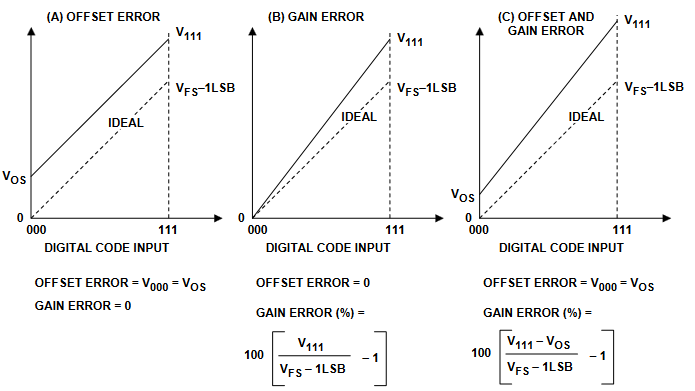 (A) OFFSET ERROR
V111
VFS–1LSB
IDEAL
VOS
0
000
111
DIGITAL CODE INPUT
OFFSET ERROR = V000 = VOS
GAIN ERROR = 0
(B) GAIN ERROR
V111
VFS–1LSB
IDEAL
0
000
111
DIGITAL CODE INPUT
OFFSET ERROR = 0
GAIN ERROR (%) =
100 [ V111 / VFS – 1LSB – 1 ]
(C) OFFSET AND
GAIN ERROR
V111
VFS–1LSB
IDEAL
VOS
0
000
111
DIGITAL CODE INPUT
OFFSET ERROR = V000 = VOS
GAIN ERROR (%) =
100 [ V111 – VOS / VFS – 1LSB – 1 ]